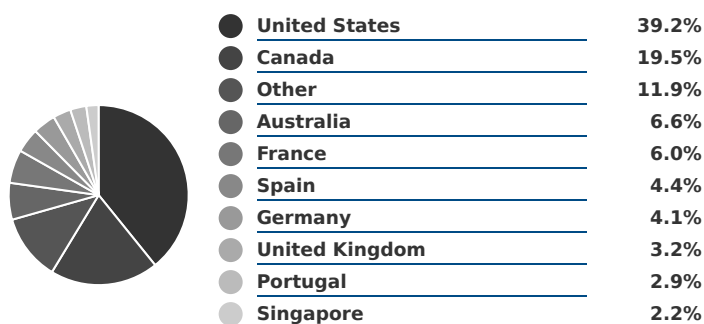 United States 39.2%
Canada 19.5%
Other 11.9%
Australia 6.6%
France 6.0%
Spain 4.4%
Germany 4.1%
United Kingdom 3.2%
Portugal 2.9%
Singapore 2.2%